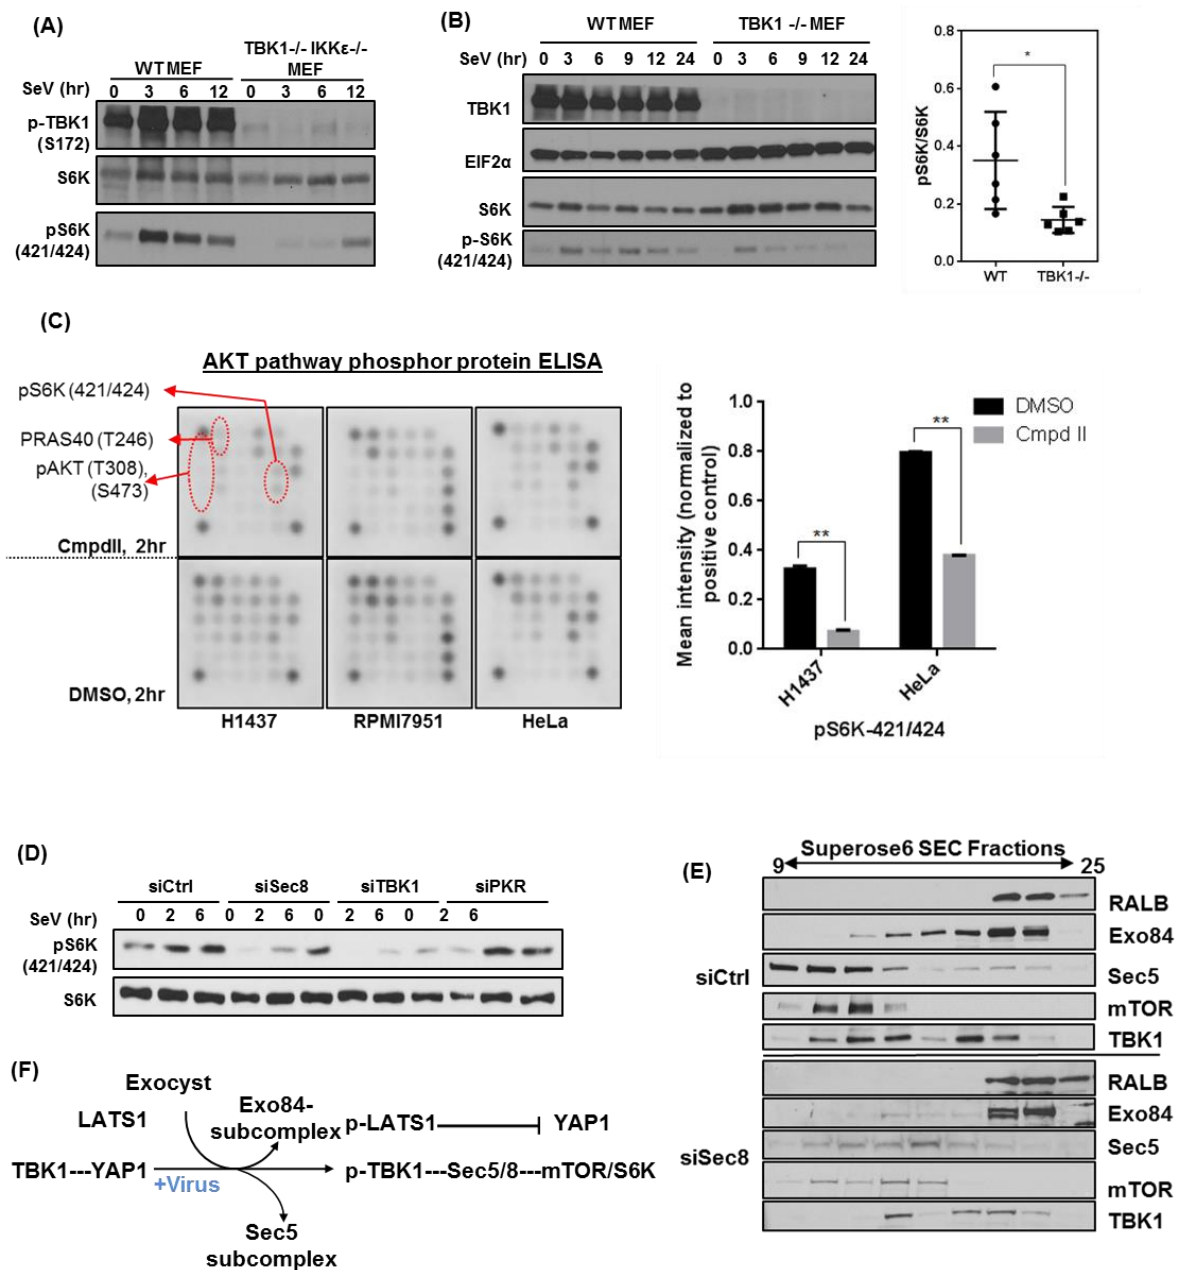 (A)
TBK1-/- IKKε-/-
WT MEF MEF
SeV (hr) 0 3 6 12 0 3 6 12
p-TBK1
(S172)
S6K
pS6K
(421/424)
(B)
WT MEF TBK1 -/- MEF
SeV (hr) 0 3 6 9 12 24 0 3 6 9 12 24
TBK1
EIF2α
S6K
p-S6K
(421/424)
0.8
0.6
0.4
0.2
0.0
pS6K/S6K
*
WT TBK1-/-
(C)
AKT pathway phosphor protein ELISA
pS6K (421/424)
PRAS40 (T246)
pAKT (T308),
(S473)
CmpdII, 2hr
DMSO, 2hr
H1437 RPMI7951 HeLa
Mean intensity (normalized to
positive control)
1.0
0.8
0.6
0.4
0.2
0.0
DMSO
Cmpd II
**
**
H1437 HeLa
pS6K-421/424
(D)
siCtrl siSec8 siTBK1 siPKR
SeV (hr) 0 2 6 0 2 6 0 2 6 0 2 6
pS6K
(421/424)
S6K
(E)
Superose6 SEC Fractions
9 25
siCtrl
RALB
Exo84
Sec5
mTOR
TBK1
siSec8
RALB
Exo84
Sec5
mTOR
TBK1
(F)
Exocyst
LATS1
Exo84-
subcomplex
p-LATS1 YAP1
TBK1---YAP1
+Virus
p-TBK1---Sec5/8---mTOR/S6K
Sec5
subcomplex